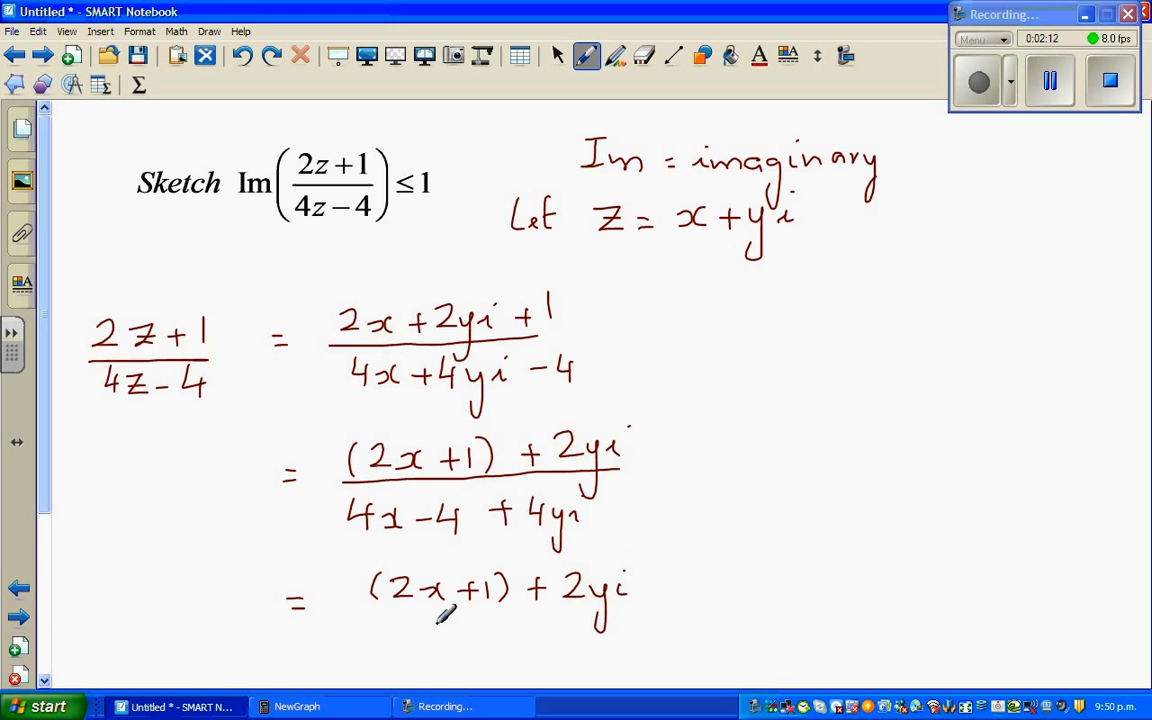 Untitled * - SMART Notebook
File Edit View Insert Format Math Draw Help
Recording...
Menu
0:02:12
8.0 fps
Sketch Im(2z+1/4z−4) ≤ 1
Im = imaginary
Let z = x + yi
2z+1/4z-4 = 2x+2yi+1/4x+4yi-4
= (2x+1) + 2yi/4x-4 + 4yi
= (2x+1) + 2yi
start
Untitled * - SMART N...
NewGraph
Recording...
9:50 p.m.